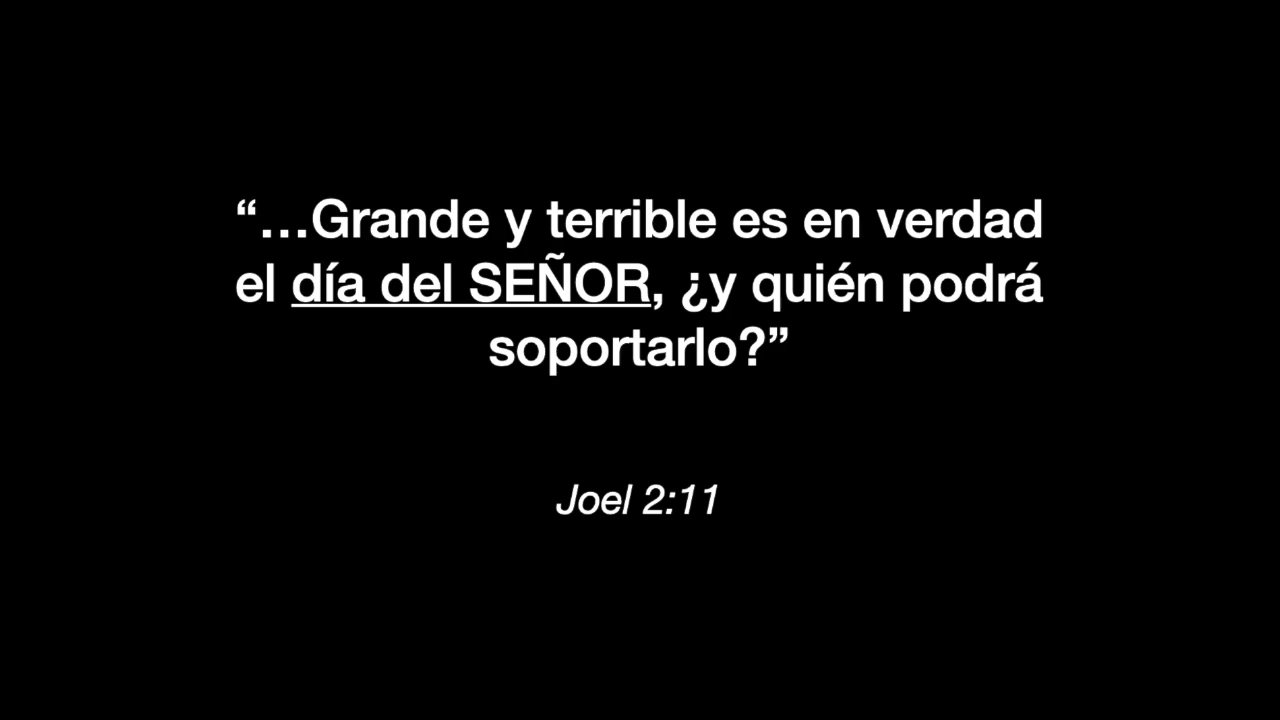 “…Grande y terrible es en verdad
el día del SEÑOR, ¿y quién podrá
soportarlo?”
Joel 2:11